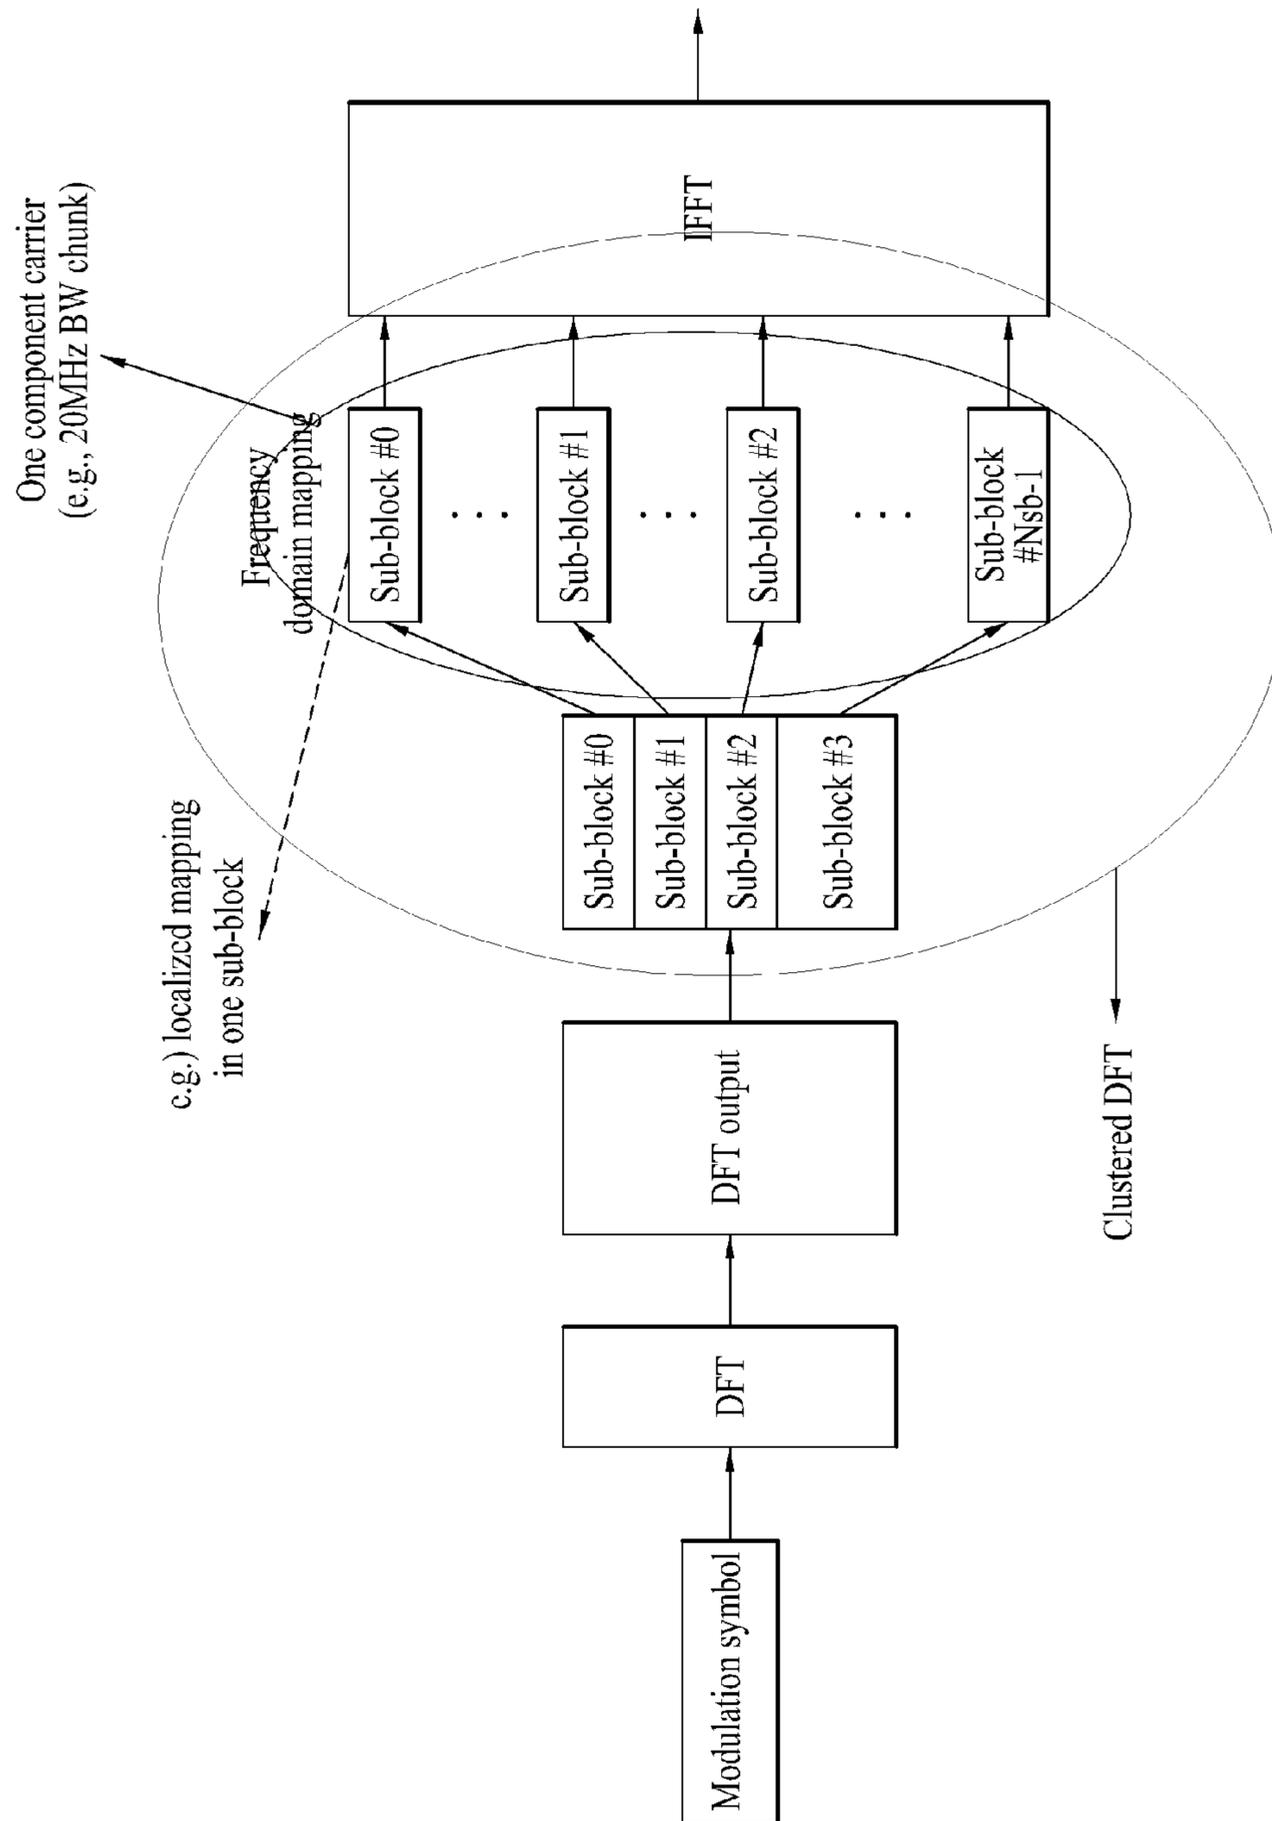 Modulation symbol
DFT
DFT output
Sub-block #0
Sub-block #1
Sub-block #2
Sub-block #3
c.g.) localizcd mapping
in one sub-block
Frequency
domain mapping
Sub-block #0
. . .
Sub-block #1
. . .
Sub-block #2
. . .
Sub-block
#Nsb-1
One component carrier
(e.g., 20MHz BW chunk)
IFFT
Clustered DFT